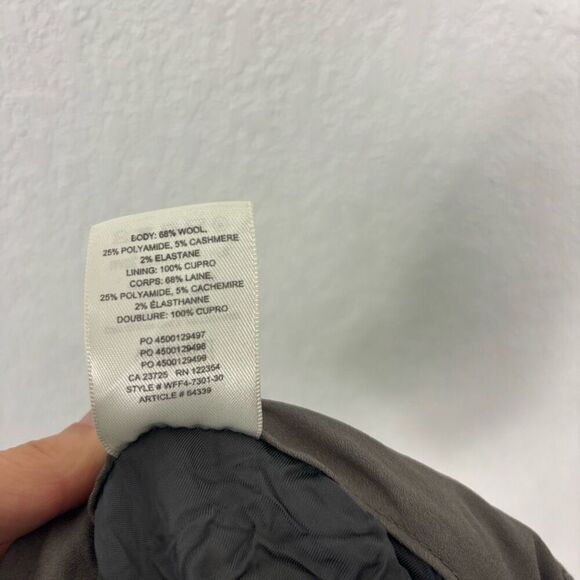 BODY: 68% WOOL,
25% POLYAMIDE, 5% CASHMERE
2% ELASTANE
LINING: 100% CUPRO
CORPS: 68% LAINE,
25% POLYAMIDE, 5% CACHEMIRE
2% ÉLASTHANNE
DOUBLURE: 100% CUPRO
PO 4500129497
PO 4500129498
PO 4500129499
CA 23725 RN 122354
STYLE # WFF4-7301-30
ARTICLE # 54339